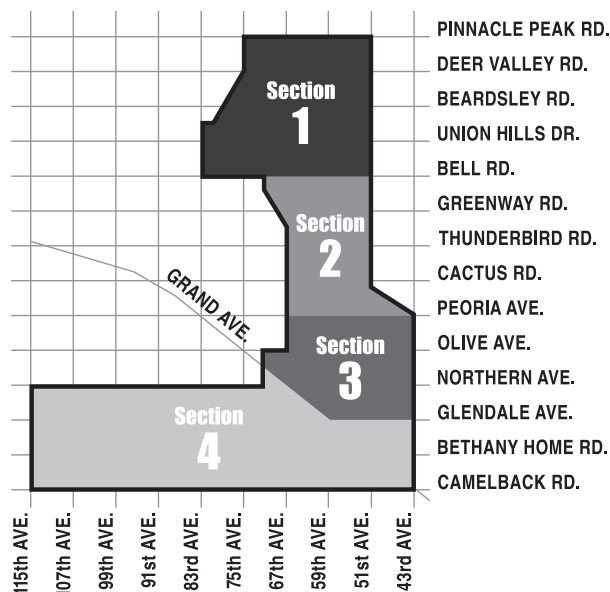 PINNACLE PEAK RD.
DEER VALLEY RD.
BEARDSLEY RD.
UNION HILLS DR.
BELL RD.
GREENWAY RD.
THUNDERBIRD RD.
CACTUS RD.
PEORIA AVE.
OLIVE AVE.
NORTHERN AVE.
GLENDALE AVE.
BETHANY HOME RD.
CAMELBACK RD.
Section
1
Section
2
GRAND AVE.
Section
3
Section
4
115th AVE.
107th AVE.
99th AVE.
91st AVE.
83rd AVE.
75th AVE.
67th AVE.
59th AVE.
51st AVE.
43rd AVE.